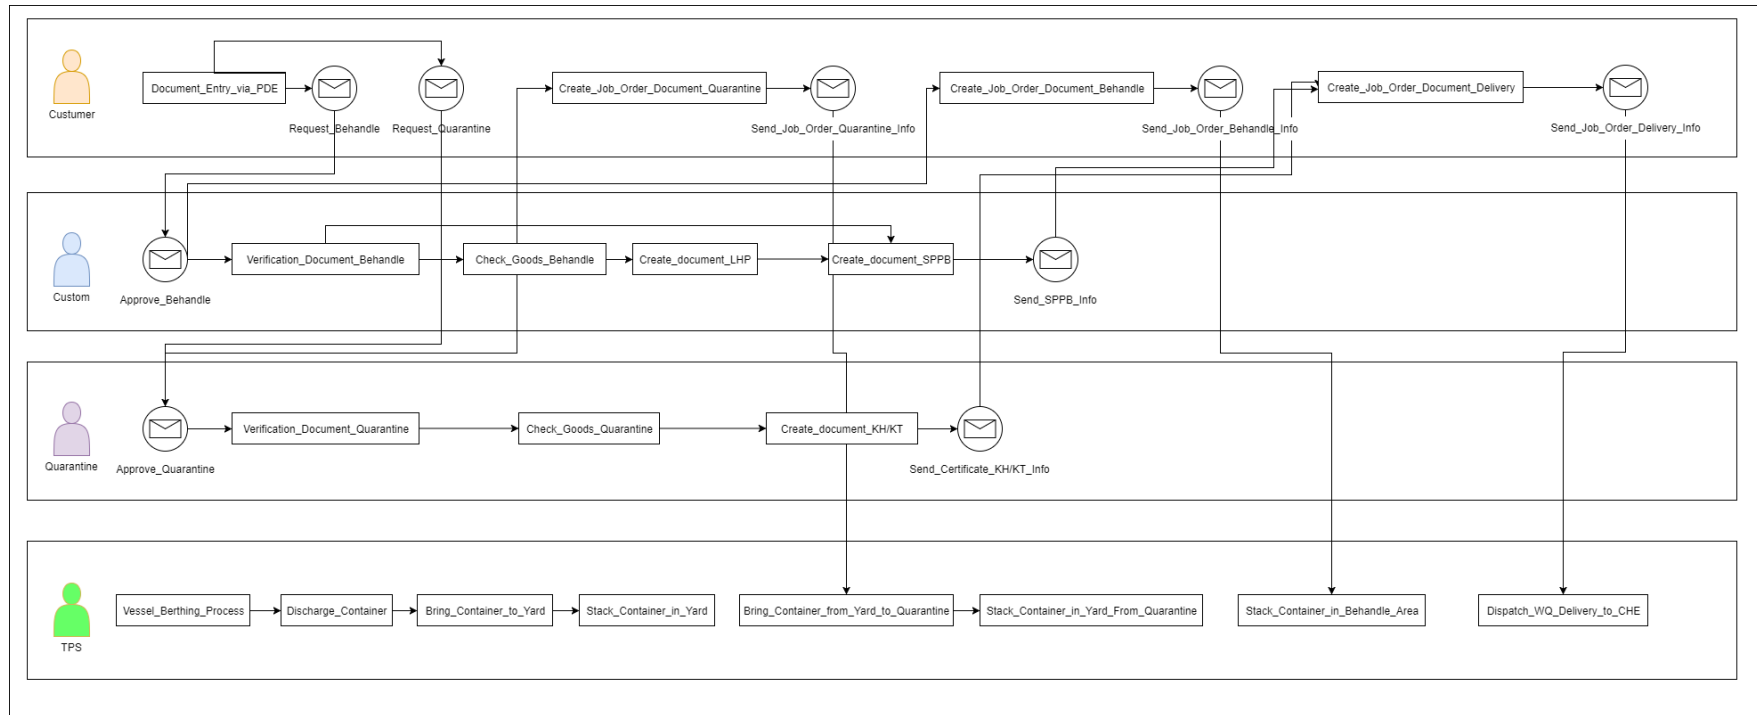 Document_Entry_via_PDE
Create_Job_Order_Document_Quarantine
Create_Job_Order_Document_Behandle
Create_Job_Order_Document_Delivery
Custumer
Request_Behandle
Request_Quarantine
Send_Job_Order_Quarantine_Info
Send_Job_Order_Behandle_Info
Send_Job_Order_Delivery_Info
Verification_Document_Behandle
Check_Goods_Behandle
Create_document_LHP
Create_document_SPPB
Custom
Approve_Behandle
Send_SPPB_Info
Verification_Document_Quarantine
Check_Goods_Quarantine
Create_document_KH/KT
Quarantine
Approve_Quarantine
Send_Certificate_KH/KT_Info
Vessel_Berthing_Process
Discharge_Container
Bring_Container_to_Yard
Stack_Container_in_Yard
Bring_Container_from_Yard_to_Quarantine
Stack_Container_in_Yard_From_Quarantine
Stack_Container_in_Behandle_Area
Dispatch_WQ_Delivery_to_CHE
TPS